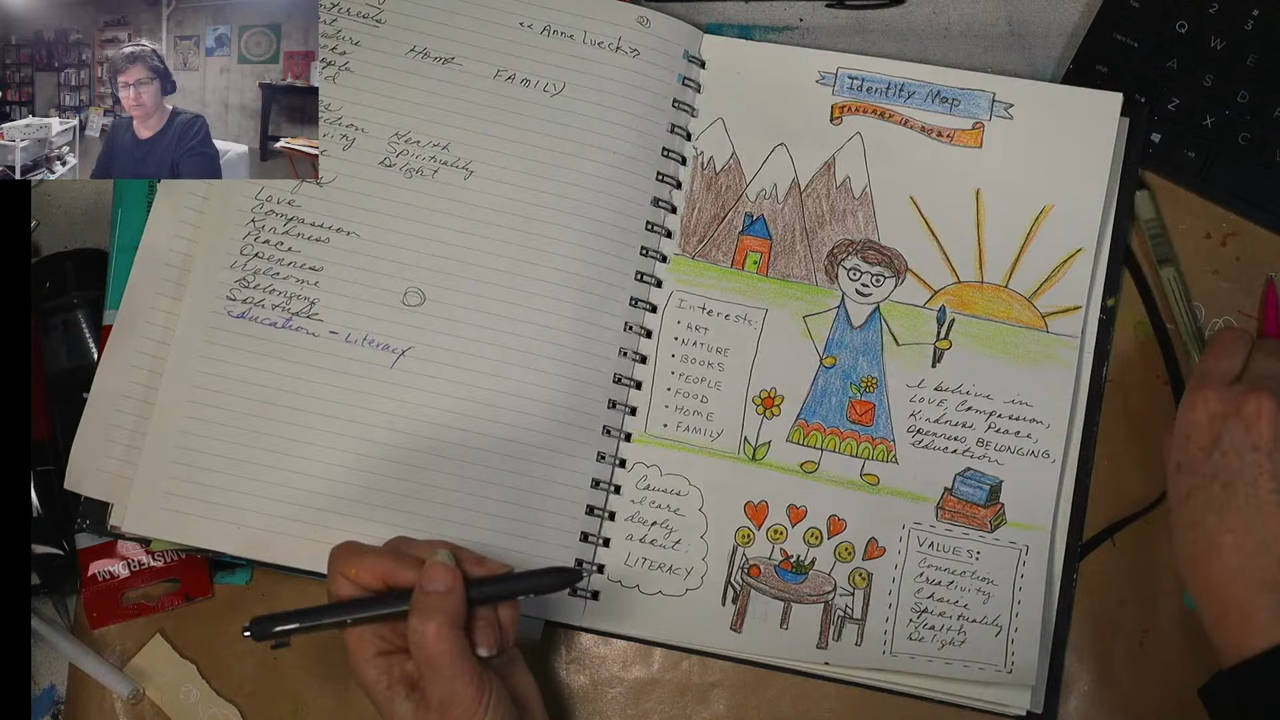 « Anne Lueck »
Home
FAMILY
Health
Spirituality
Delight
Love
Compassion
Kindness
Peace
Openness
Welcome
Belonging
Solitude
education - Literacy
AMSTERDAM
Identity Map
Interests:
• ART
• NATURE
• BOOKS
• PEOPLE
• FOOD
• HOME
• FAMILY
I believe in
LOVE, Compassion,
Kindness, Peace,
Openness, BELONGING,
education
Causes
I care
deeply
about:
LITERACY
VALUES:
Connection
Creativity
Choice
Spirituality
Health
Delight